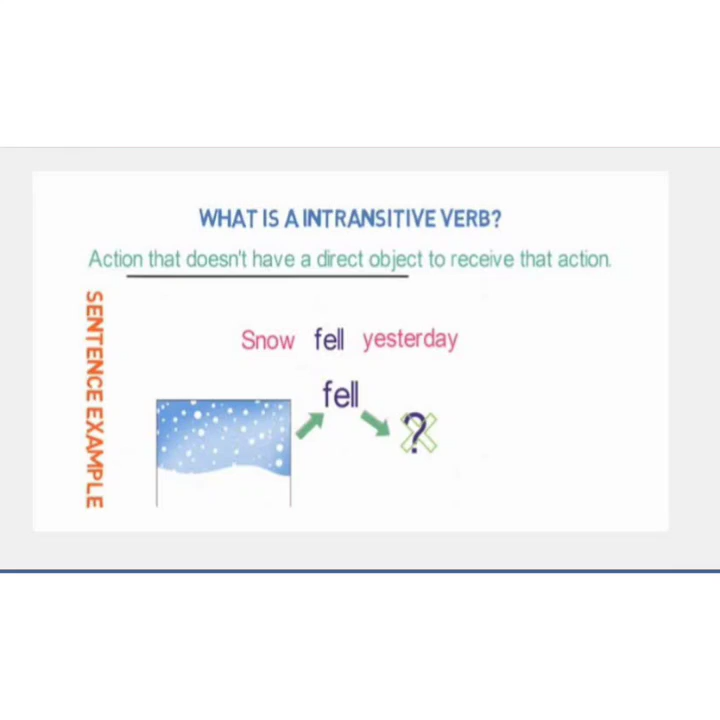 WHAT IS A INTRANSITIVE VERB?
Action that doesn't have a direct object to receive that action.
SENTENCE EXAMPLE
Snow fell yesterday
fell
?